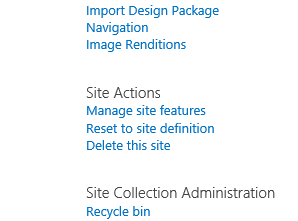 Import Design Package
Navigation
Image Renditions
Site Actions
Manage site features
Reset to site definition
Delete this site
Site Collection Administration
Recycle bin